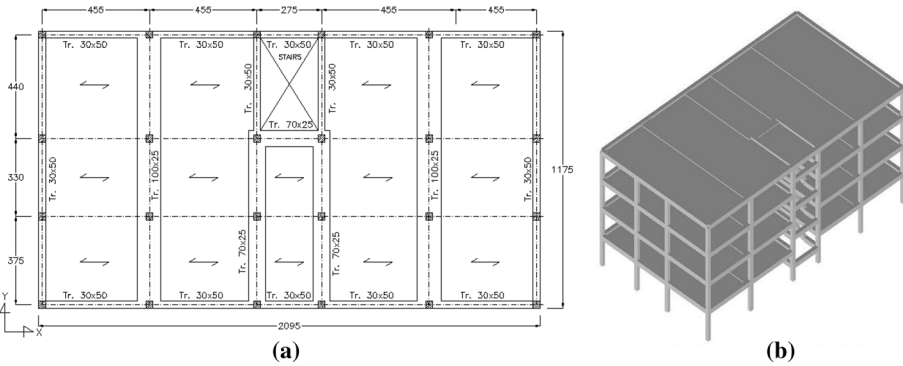 455 455 275 455 455
Tr. 30x50 Tr. 30x50 Tr. 30x50 Tr. 30x50 Tr. 30x50
STAIRS
440
Tr. 30x50
Tr. 30x50
Tr. 70x25
330
Tr. 30x50
Tr. 100x25
Tr. 100x25
Tr. 30x50
1175
375
Tr. 70x25
Tr. 70x25
Tr. 30x50 Tr. 30x50 Tr. 30x50 Tr. 30x50 Tr. 30x50
Y
X
2095
(a)
(b)